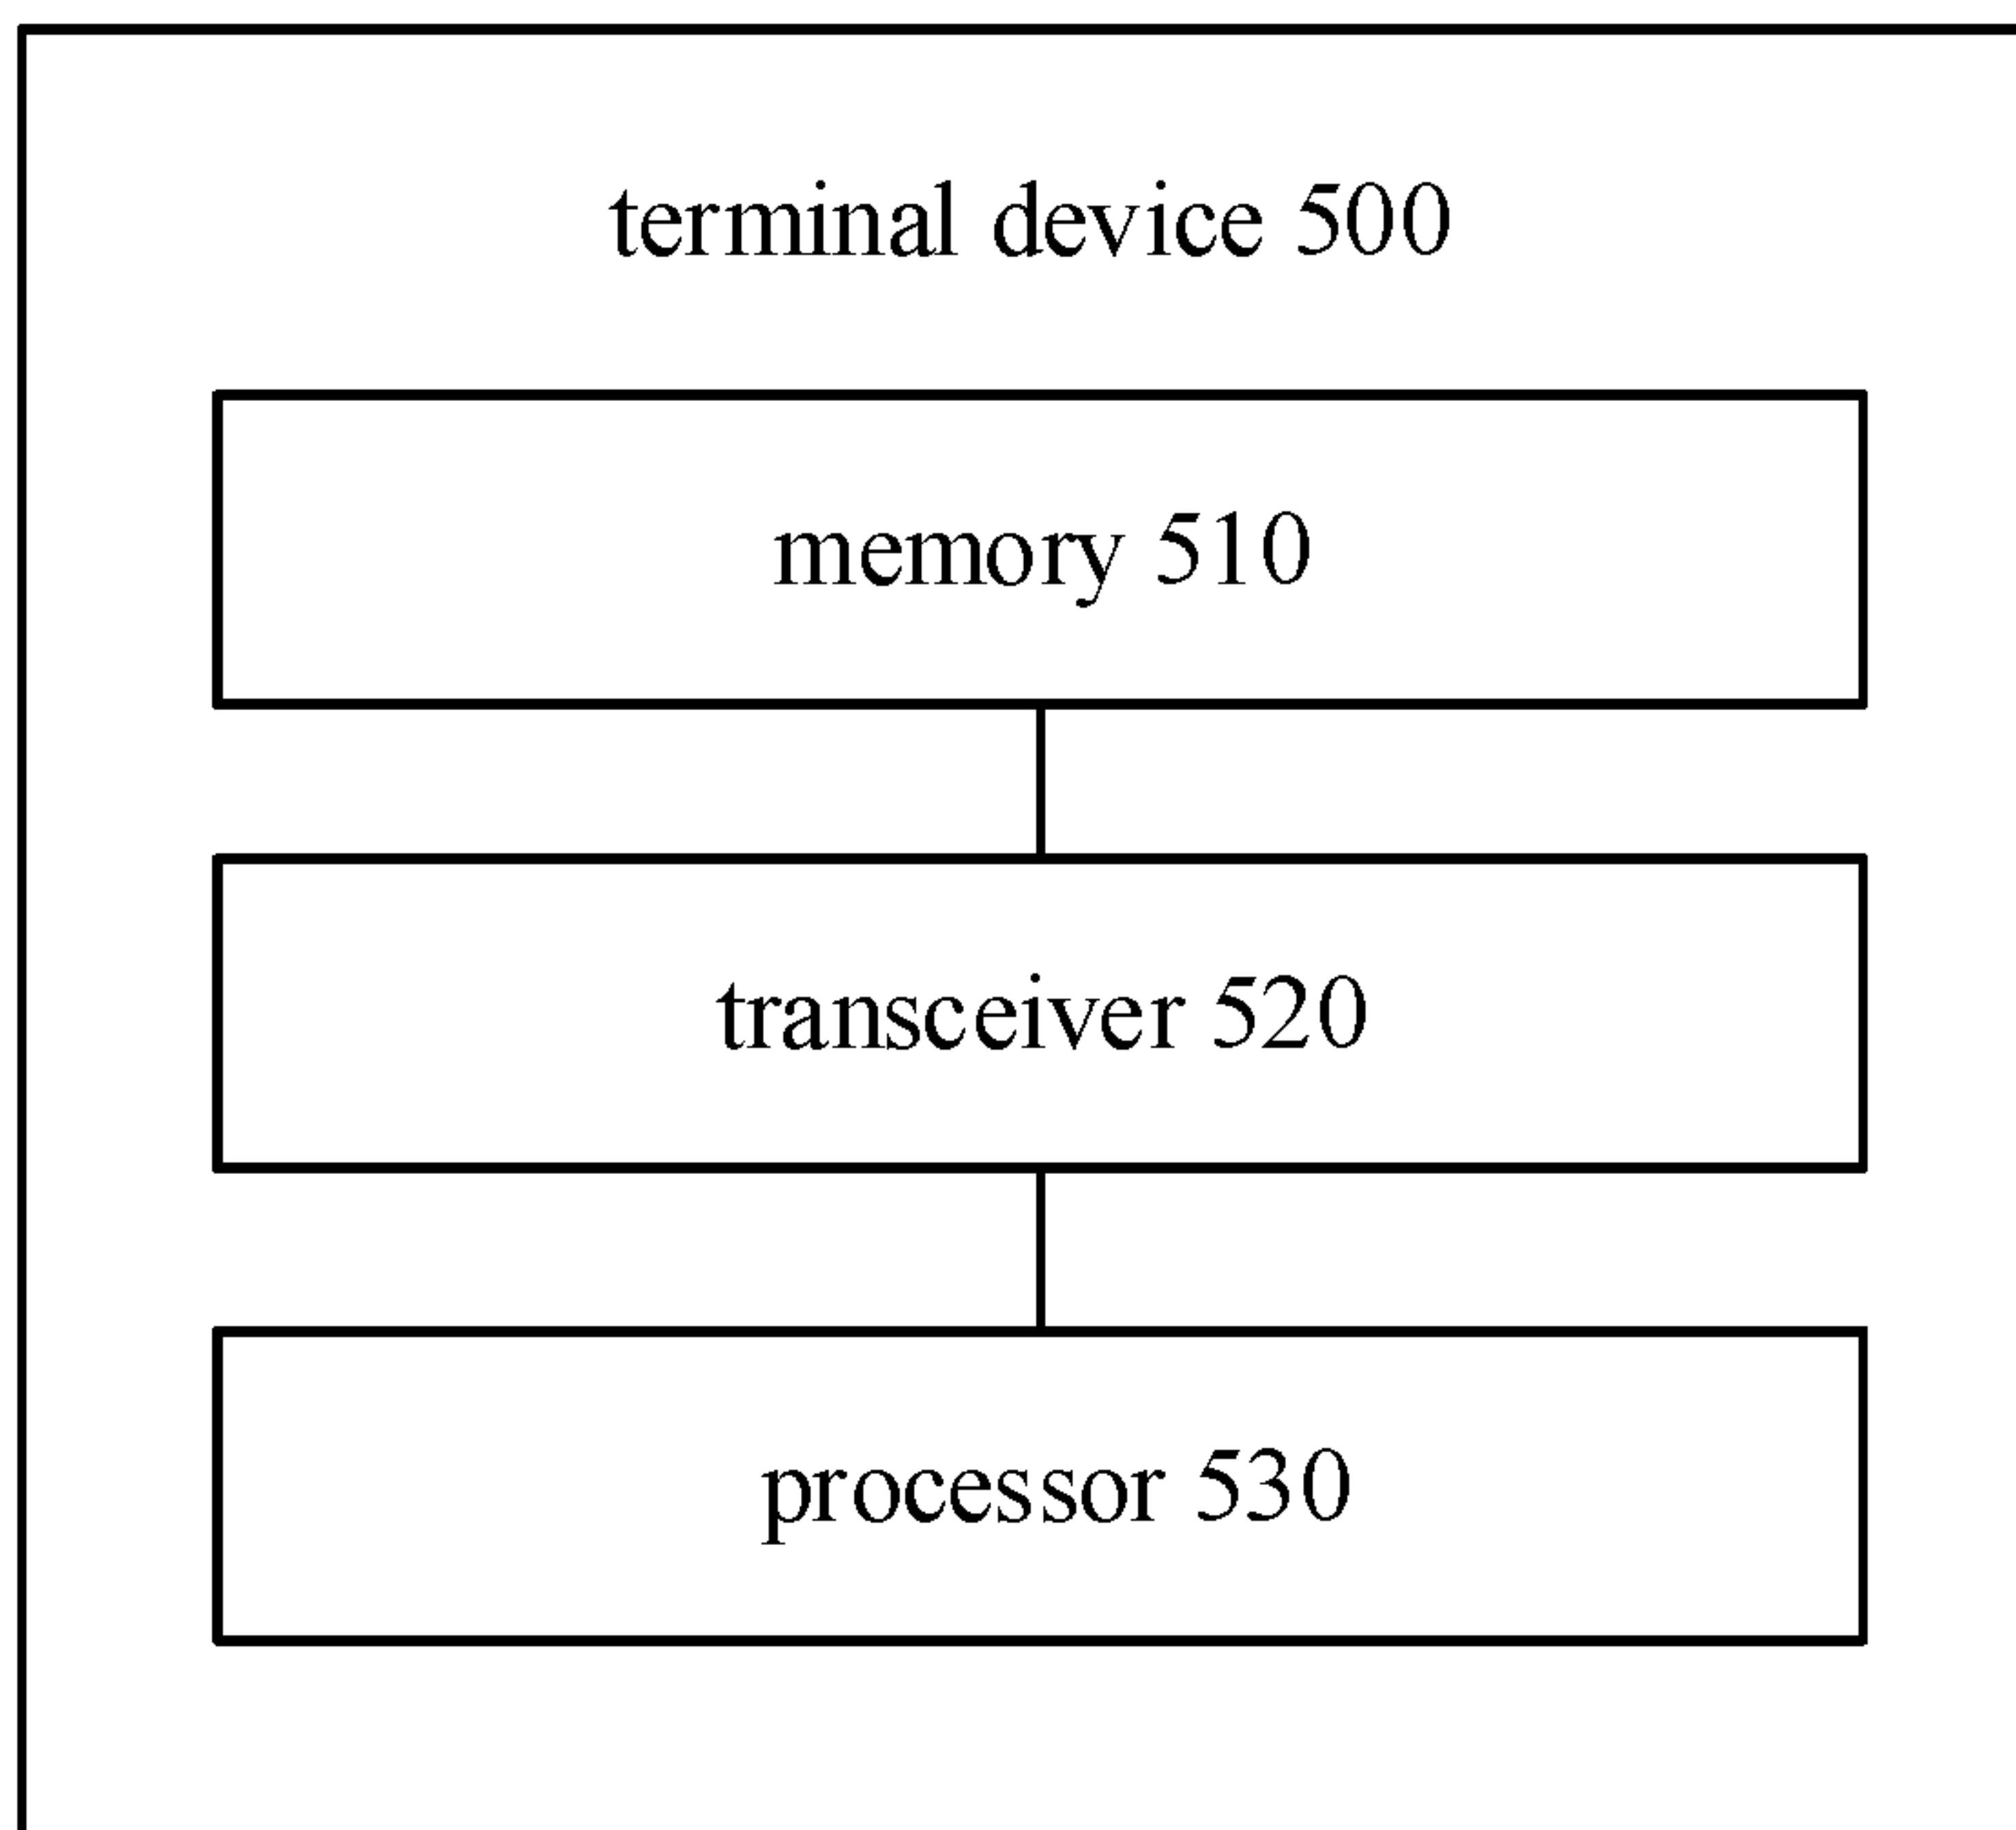 terminal device 500
memory 510
transceiver 520
processor 530